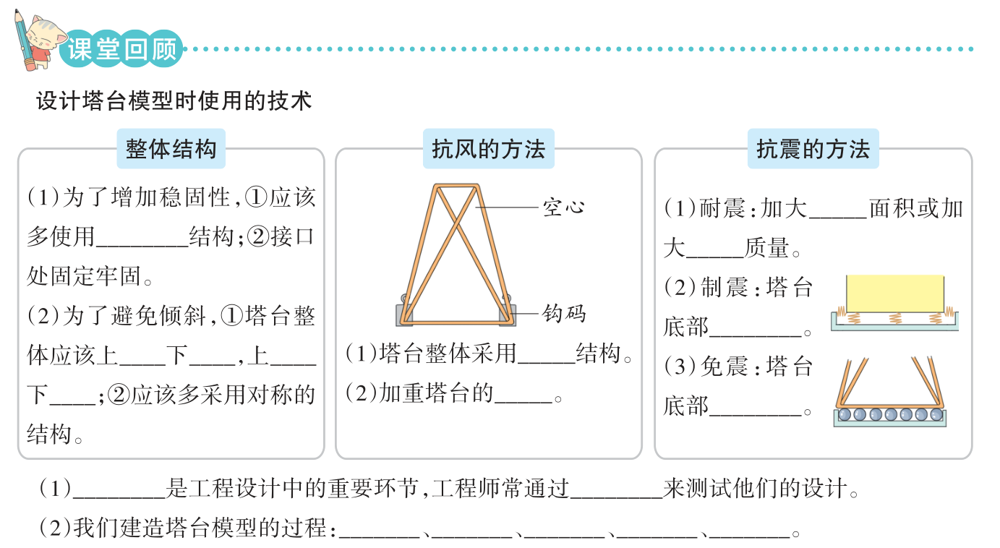 课堂回顾
设计塔台模型时使用的技术
整体结构
(1)为了增加稳固性,①应该
多使用________结构;②接口
处固定牢固。
(2)为了避免倾斜,①塔台整
体应该上____下____,上____
下____;②应该多采用对称的
结构。
抗风的方法
空心
钩码
(1)塔台整体采用_____结构。
(2)加重塔台的_____。
抗震的方法
(1)耐震:加大_____面积或加
大_____质量。
(2)制震:塔台
底部________。
(3)免震:塔台
底部________。
(1)________是工程设计中的重要环节,工程师常通过________来测试他们的设计。
(2)我们建造塔台模型的过程:_______、_______、_______、_______、_______。